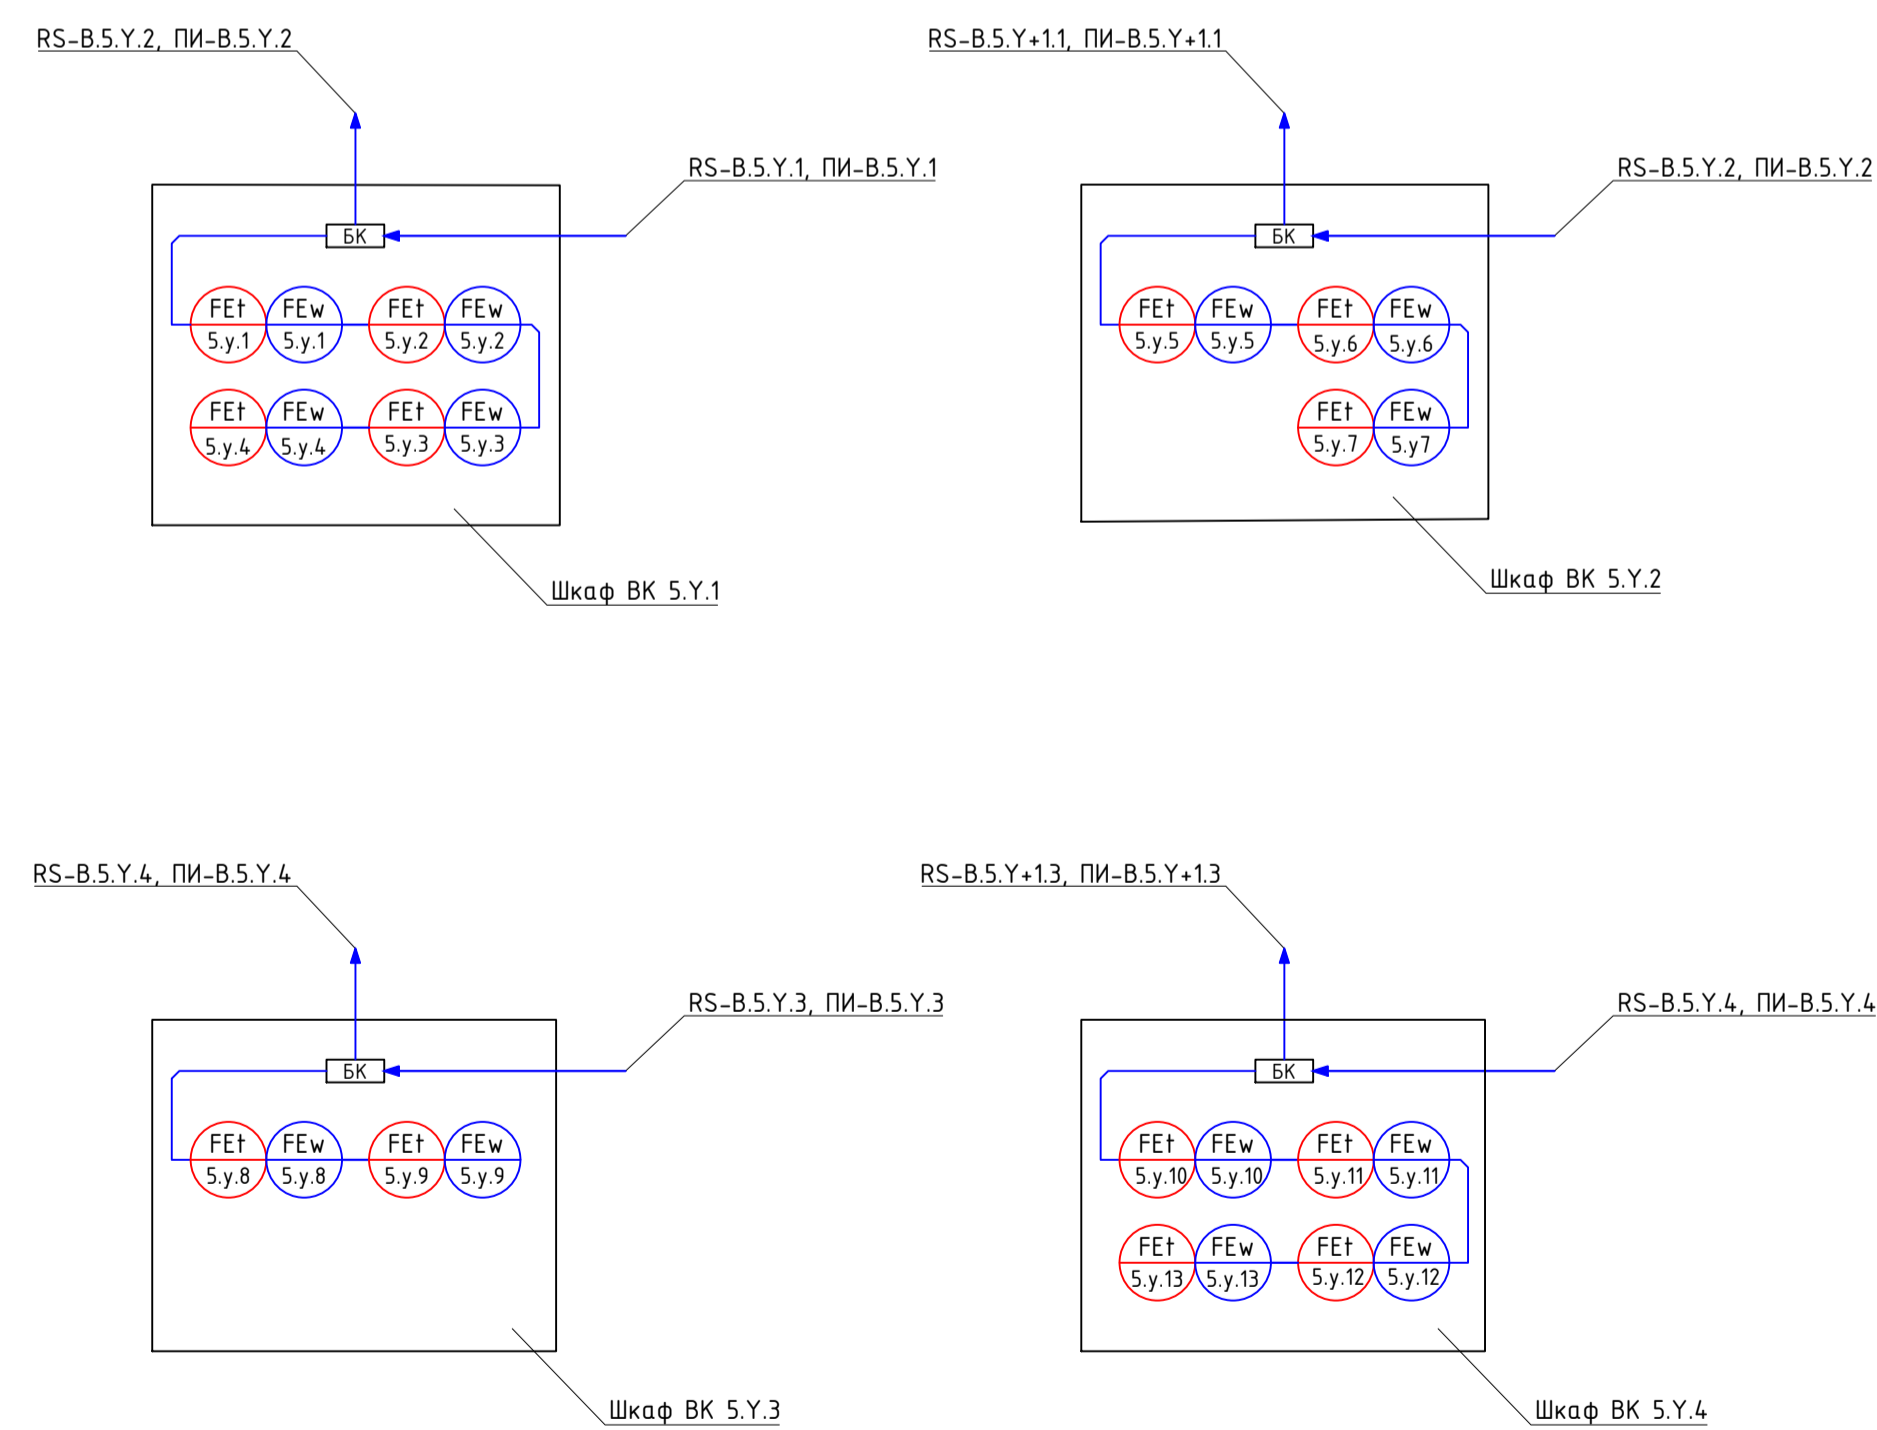 RS-В.5.Y.2, ПИ-В.5.Y.2
RS-В.5.Y.1, ПИ-В.5.Y.1
БК
FEt FEw FEt FEw
5.y.1 5.y.1 5.y.2 5.y.2
FEt FEw FEt FEw
5.y.4 5.y.4 5.y.3 5.y.3
Шкаф ВК 5.Y.1
RS-В.5.Y+1.1, ПИ-В.5.Y+1.1
RS-В.5.Y.2, ПИ-В.5.Y.2
БК
FEt FEw FEt FEw
5.y.5 5.y.5 5.y.6 5.y.6
FEt FEw
5.y.7 5.y7
Шкаф ВК 5.Y.2
RS-В.5.Y.4, ПИ-В.5.Y.4
RS-В.5.Y.3, ПИ-В.5.Y.3
БК
FEt FEw FEt FEw
5.y.8 5.y.8 5.y.9 5.y.9
Шкаф ВК 5.Y.3
RS-В.5.Y+1.3, ПИ-В.5.Y+1.3
RS-В.5.Y.4, ПИ-В.5.Y.4
БК
FEt FEw FEt FEw
5.y.10 5.y.10 5.y.11 5.y.11
FEt FEw FEt FEw
5.y.13 5.y.13 5.y.12 5.y.12
Шкаф ВК 5.Y.4